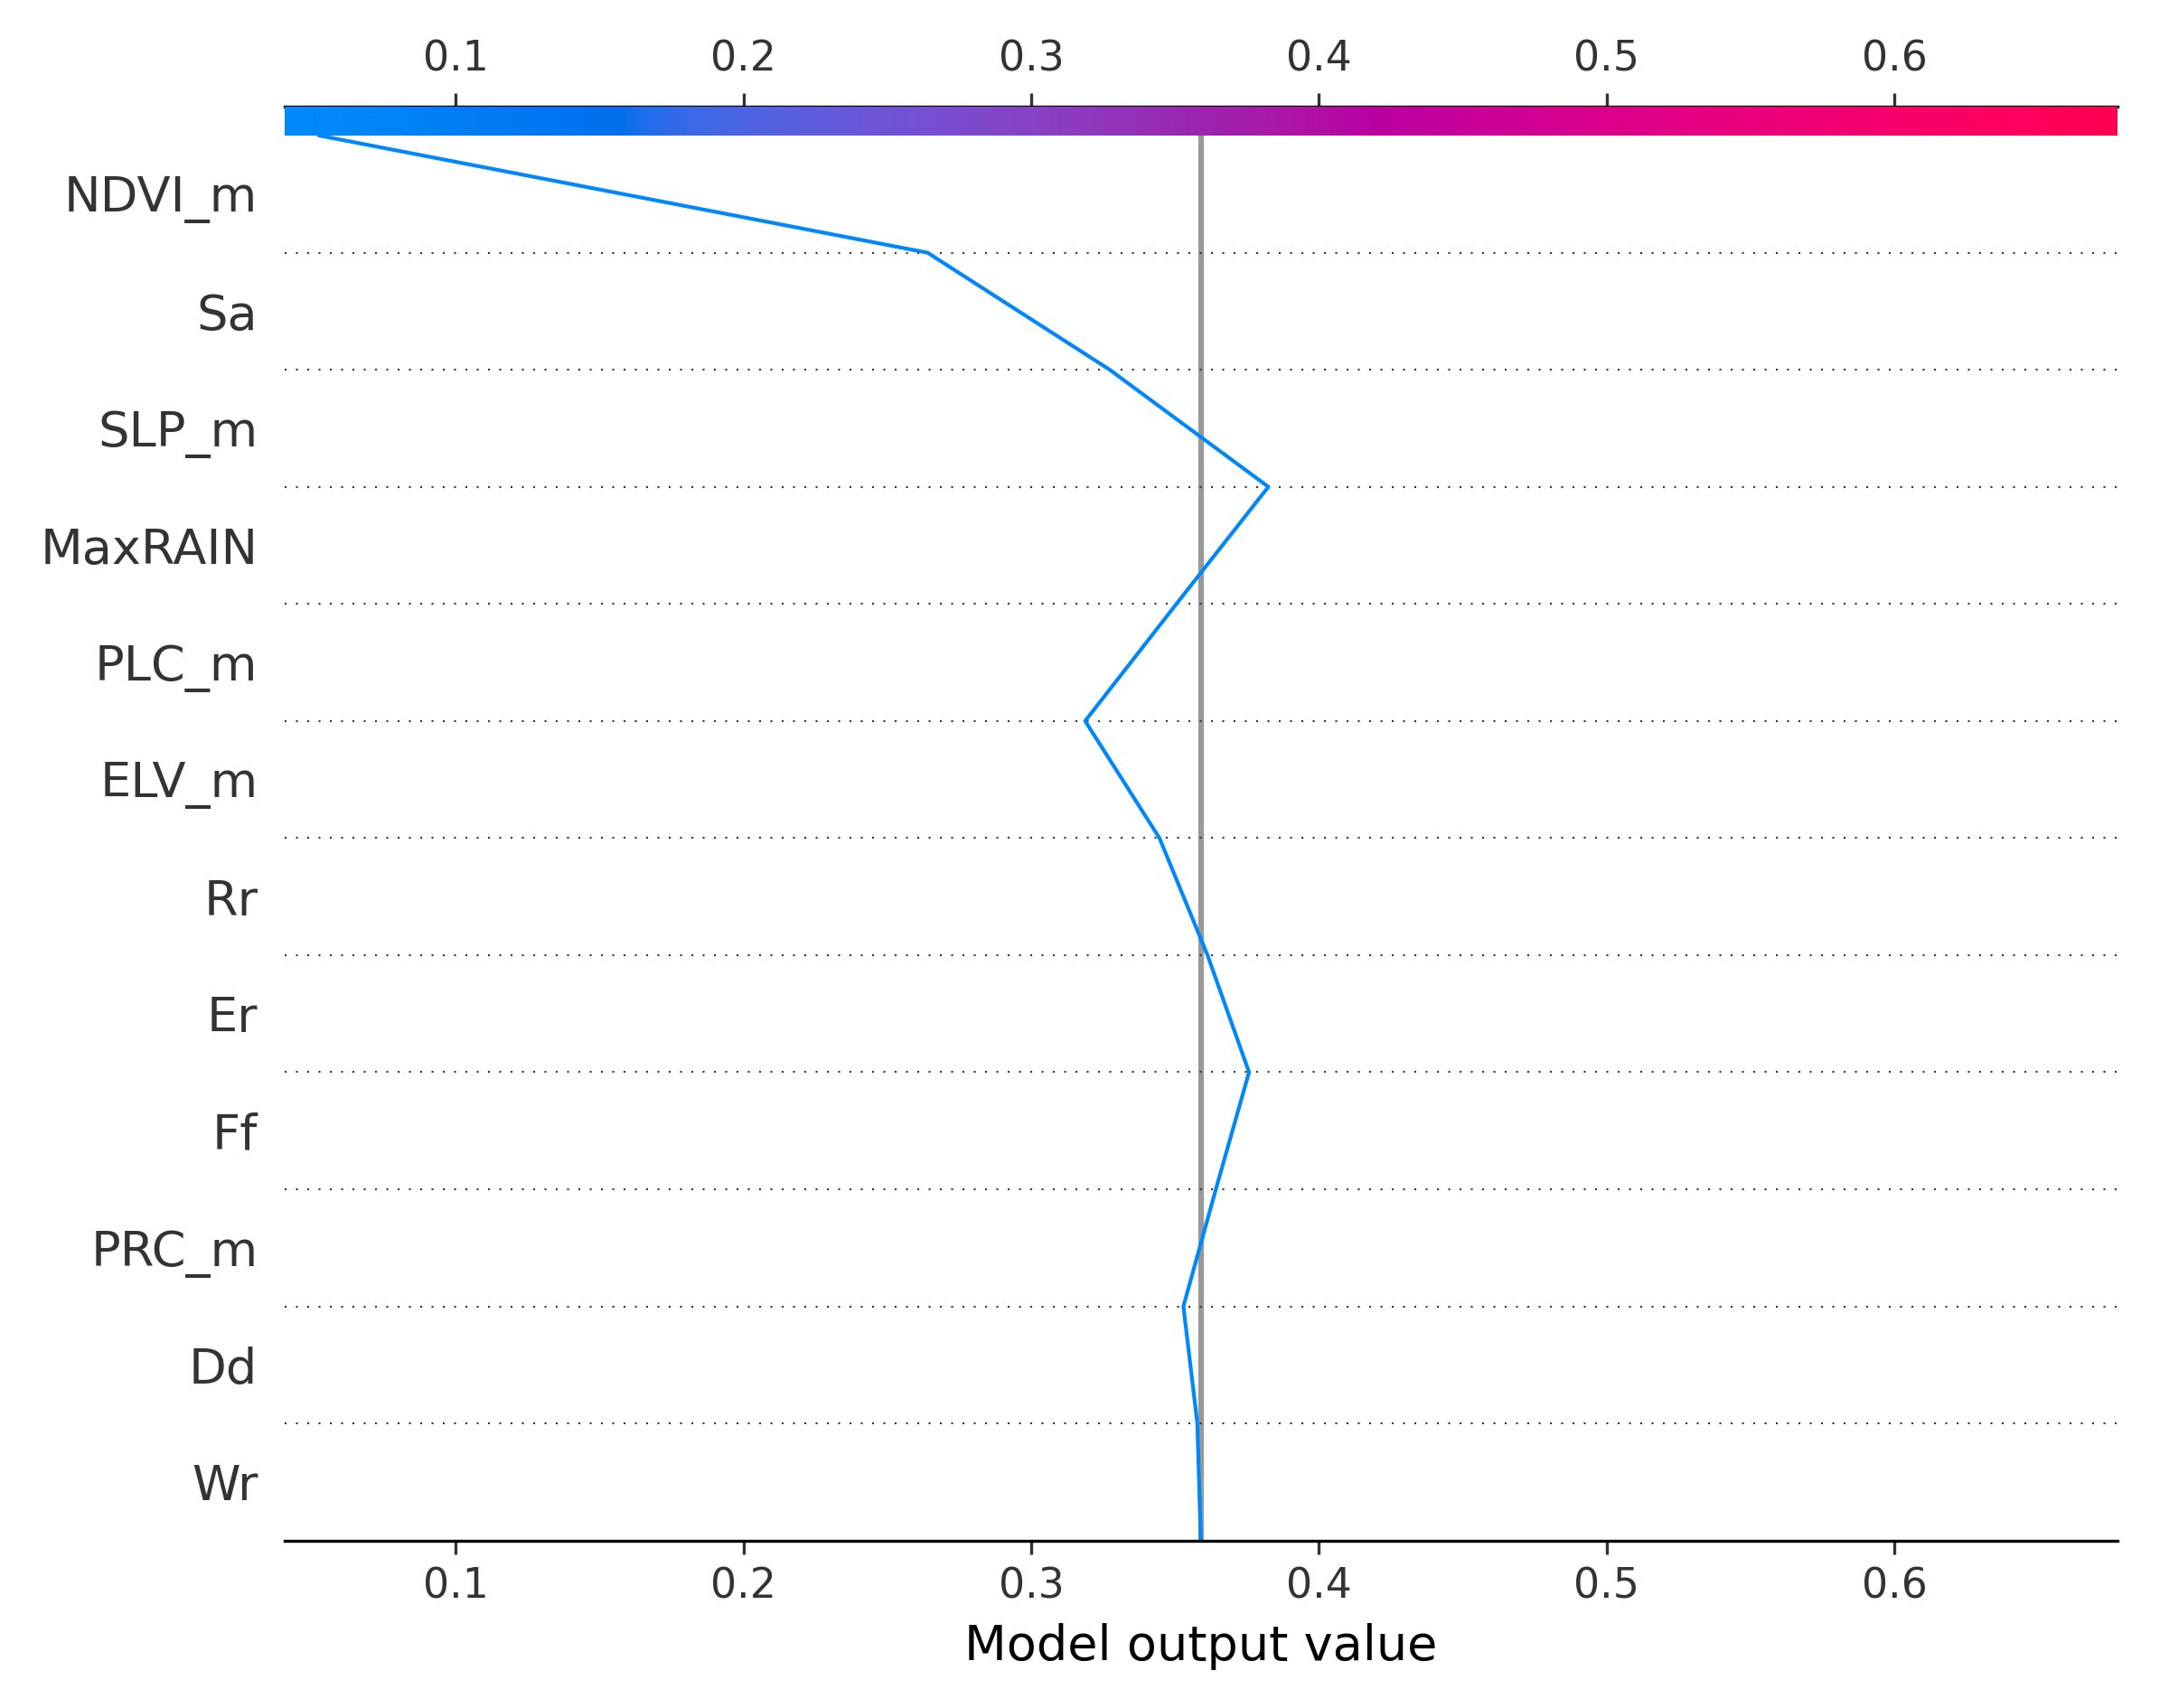 0.1 0.2 0.3 0.4 0.5 0.6
NDVI_m
Sa
SLP_m
MaxRAIN
PLC_m
ELV_m
Rr
Er
Ff
PRC_m
Dd
Wr
0.1 0.2 0.3 0.4 0.5 0.6
Model output value